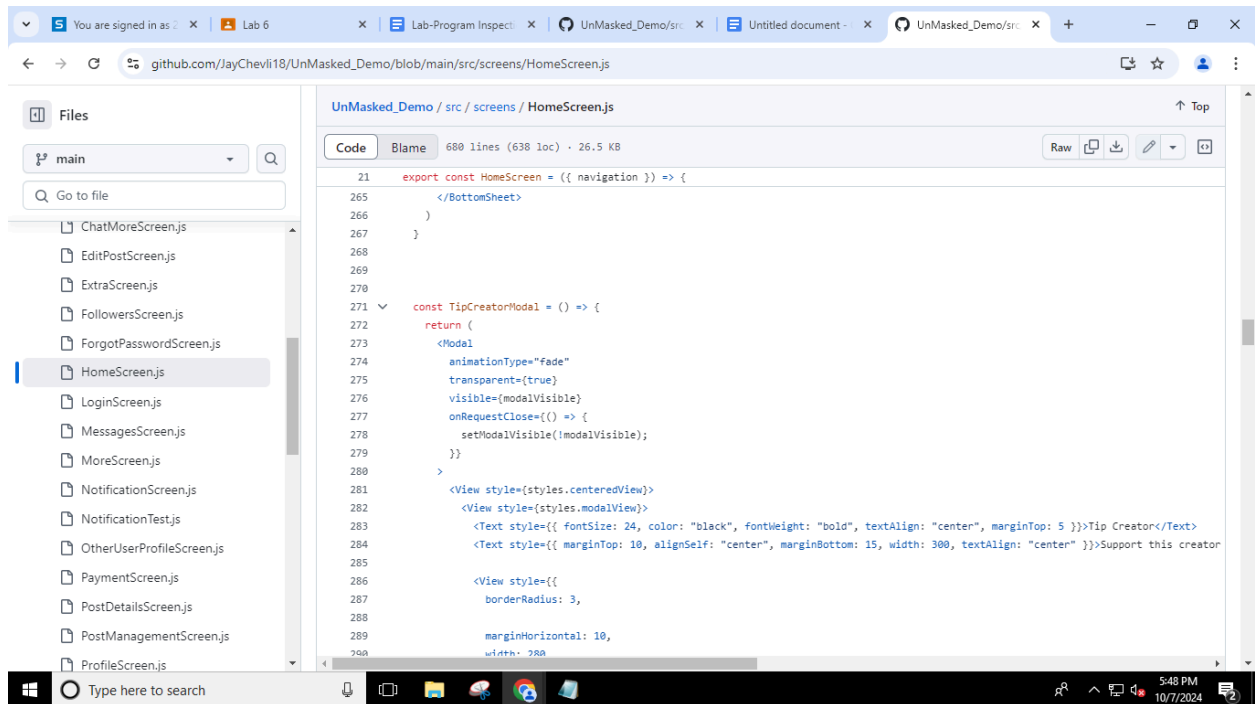 You are signed in as 2
Lab 6
Lab-Program Inspecti
UnMasked_Demo/src
Untitled document -
UnMasked_Demo/src
github.com/JayChevli18/UnMasked_Demo/blob/main/src/screens/HomeScreen.js
Files
main
Go to file
ChatMoreScreen.js
EditPostScreen.js
ExtraScreen.js
FollowersScreen.js
ForgotPasswordScreen.js
HomeScreen.js
LoginScreen.js
MessagesScreen.js
MoreScreen.js
NotificationScreen.js
NotificationTest.js
OtherUserProfileScreen.js
PaymentScreen.js
PostDetailsScreen.js
PostManagementScreen.js
ProfileScreen.js
UnMasked_Demo / src / screens / HomeScreen.js
Top
Code Blame 680 lines (638 loc) · 26.5 KB
Raw
21 export const HomeScreen = ({ navigation }) => {
265 </BottomSheet>
266 )
267 }
268
269
270
271 const TipCreatorModal = () => {
272 return (
273 <Modal
274 animationType="fade"
275 transparent={true}
276 visible={modalVisible}
277 onRequestClose={() => {
278 setModalVisible(!modalVisible);
279 }}
280 >
281 <View style={styles.centeredView}>
282 <View style={styles.modalView}>
283 <Text style={{ fontSize: 24, color: "black", fontWeight: "bold", textAlign: "center", marginTop: 5 }}>Tip Creator</Text>
284 <Text style={{ marginTop: 10, alignSelf: "center", marginBottom: 15, width: 300, textAlign: "center" }}>Support this creator
285
286 <View style={{
287 borderRadius: 3,
288
289 marginHorizontal: 10,
290 width: 280
Type here to search
5:48 PM
10/7/2024
2